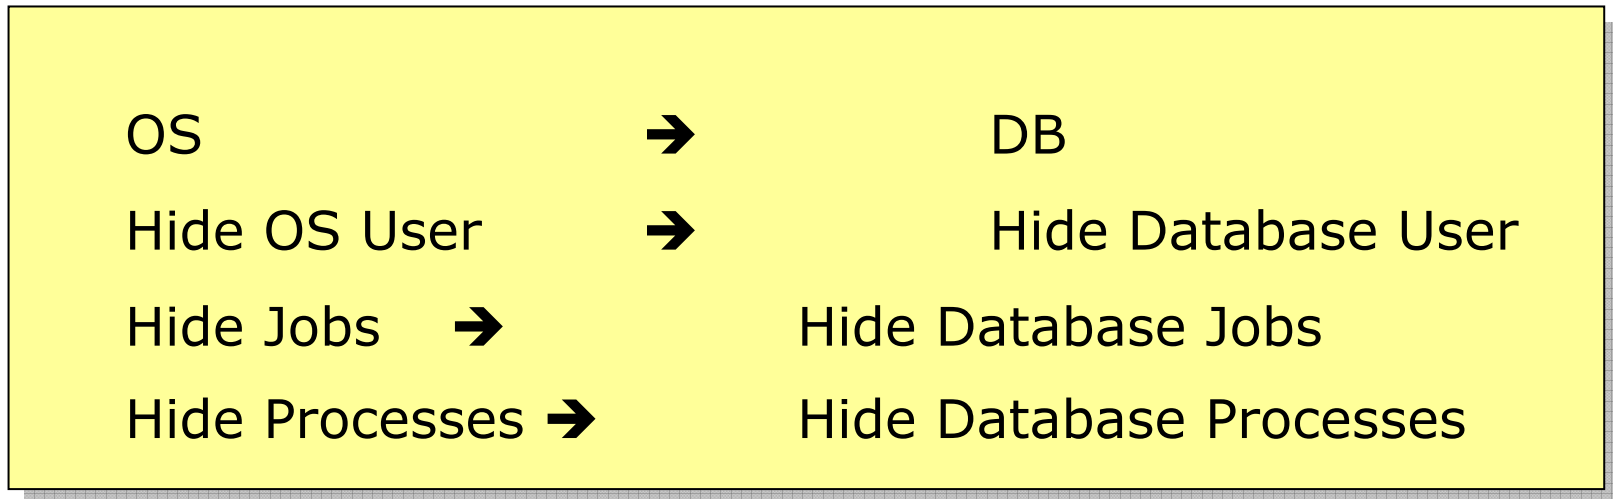 OS ➔ DB
Hide OS User ➔ Hide Database User
Hide Jobs ➔ Hide Database Jobs
Hide Processes ➔ Hide Database Processes